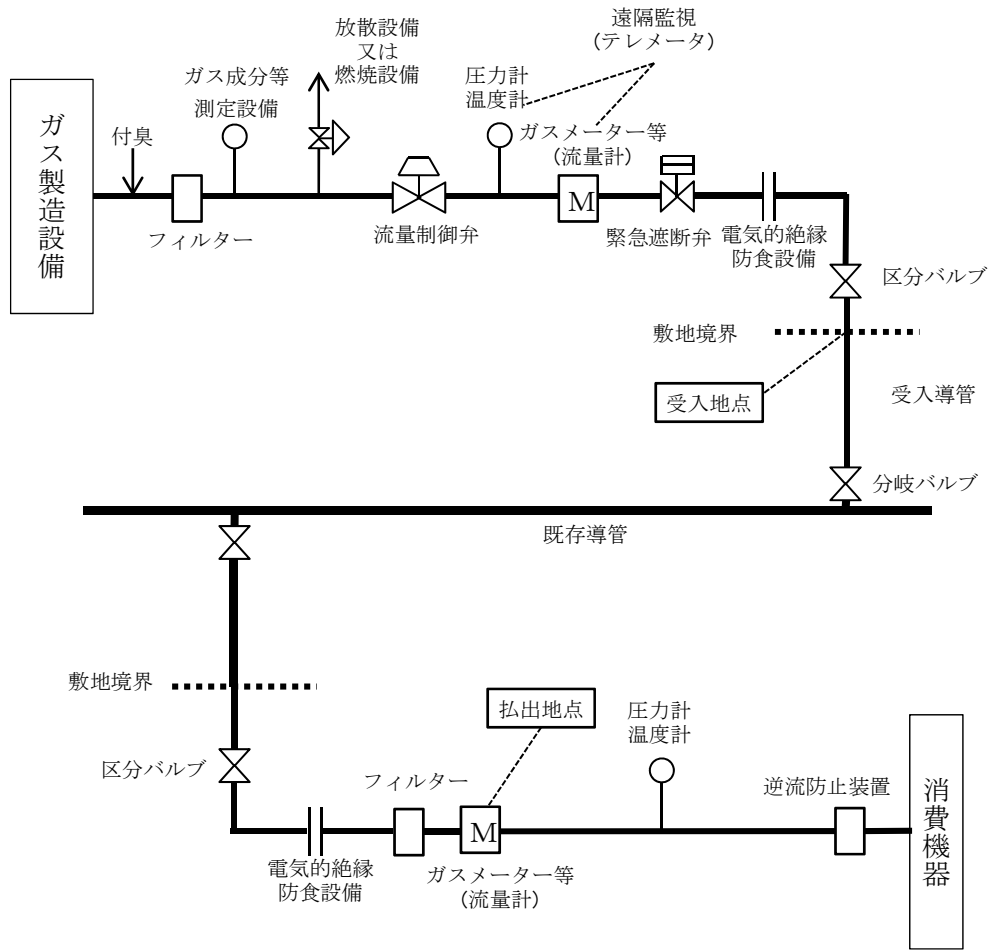 放散設備
又は
燃焼設備
遠隔監視
(テレメータ)
ガス成分等
測定設備
圧力計
温度計
ガス製造設備
付臭
ガスメーター等
(流量計)
M
フィルター
流量制御弁
緊急遮断弁
電気的絶縁
防食設備
区分バルブ
敷地境界
受入導管
受入地点
分岐バルブ
既存導管
敷地境界
払出地点
圧力計
温度計
区分バルブ
フィルター
逆流防止装置
消費機器
M
電気的絶縁
防食設備
ガスメーター等
(流量計)